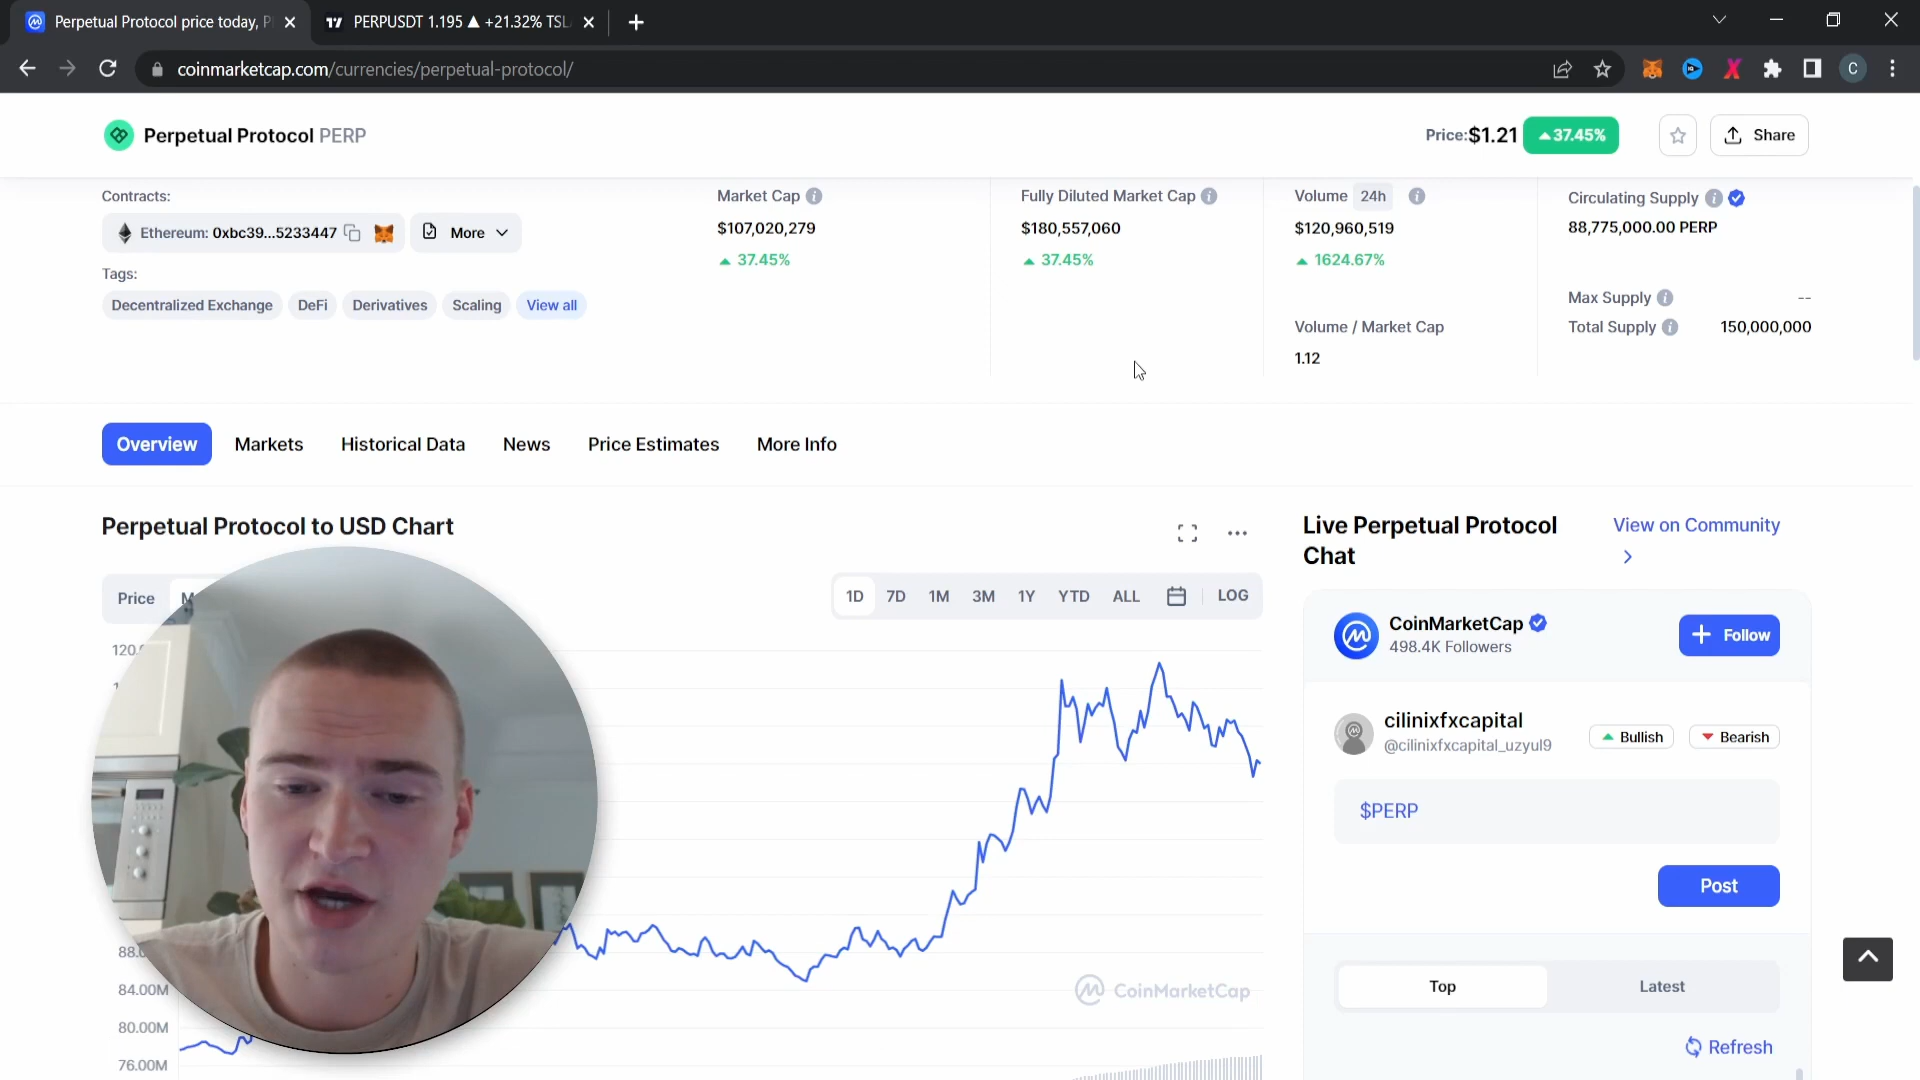 Perpetual Protocol price today, P
PERPUSDT 1.195 ▲ +21.32% TSL
coinmarketcap.com/currencies/perpetual-protocol/
C
Perpetual Protocol PERP
Price:$1.21
37.45%
Share
Contracts:
Ethereum: 0xbc39...5233447
More
Tags:
Decentralized Exchange
DeFi
Derivatives
Scaling
View all
Market Cap
$107,020,279
37.45%
Fully Diluted Market Cap
$180,557,060
37.45%
Volume 24h
$120,960,519
1624.67%
Volume / Market Cap
1.12
Circulating Supply
88,775,000.00 PERP
Max Supply --
Total Supply 150,000,000
Overview
Markets
Historical Data
News
Price Estimates
More Info
Perpetual Protocol to USD Chart
Price
1D
7D
1M
3M
1Y
YTD
ALL
LOG
84.00M
80.00M
76.00M
CoinMarketCap
Live Perpetual Protocol
Chat
View on Community
CoinMarketCap
498.4K Followers
Follow
cilinixfxcapital
@cilinixfxcapital_uzyul9
Bullish
Bearish
$PERP
Post
Top
Latest
Refresh